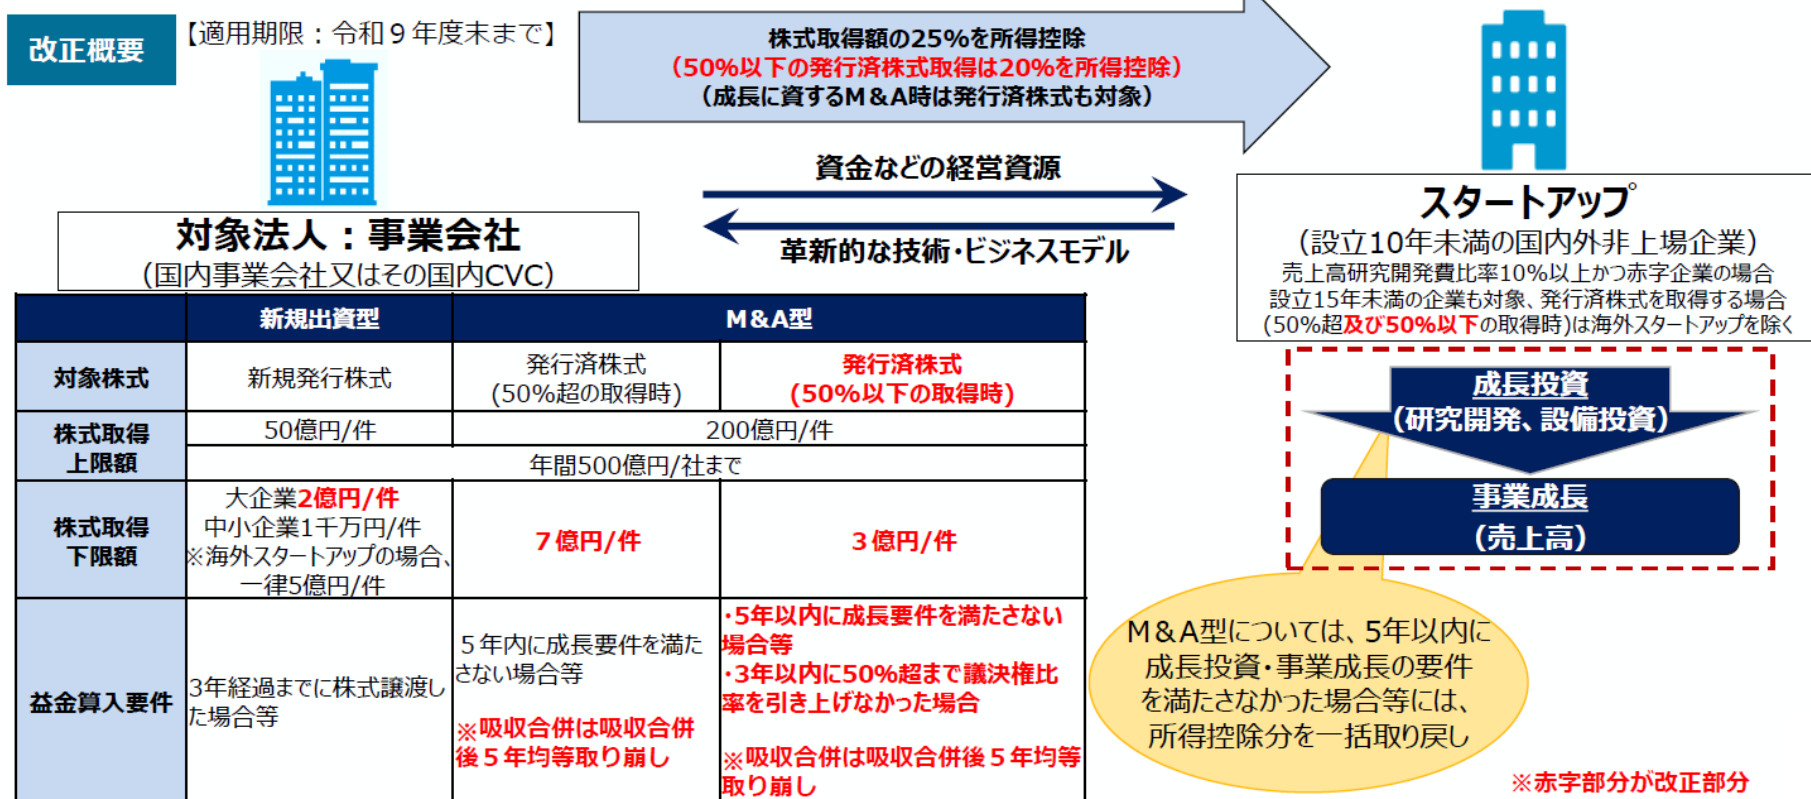 改正概要
【適用期限：令和９年度末まで】
株式取得額の25%を所得控除
（50%以下の発行済株式取得は20%を所得控除）
（成長に資するM＆A時は発行済株式も対象）
資金などの経営資源
革新的な技術・ビジネスモデル
対象法人：事業会社
（国内事業会社又はその国内CVC）
スタートアップ
（設立10年未満の国内外非上場企業）
売上高研究開発費比率10%以上かつ赤字企業の場合
設立15年未満の企業も対象、発行済株式を取得する場合
(50%超及び50%以下の取得時)は海外スタートアップを除く
新規出資型
M&A型
対象株式
新規発行株式
発行済株式
(50%超の取得時)
発行済株式
(50%以下の取得時)
株式取得
上限額
50億円/件
200億円/件
年間500億円/社まで
株式取得
下限額
大企業2億円/件
中小企業1千万円/件
※海外スタートアップの場合、
一律5億円/件
７億円/件
３億円/件
益金算入要件
3年経過までに株式譲渡し
た場合等
５年内に成長要件を満た
さない場合等
※吸収合併は吸収合併
後５年均等取り崩し
・5年以内に成長要件を満たさない
場合等
・3年以内に50%超まで議決権比
率を引き上げなかった場合
※吸収合併は吸収合併後５年均等
取り崩し
成長投資
（研究開発、設備投資）
事業成長
（売上高）
M＆A型については、5年以内に
成長投資・事業成長の要件
を満たさなかった場合等には、
所得控除分を一括取り戻し
※赤字部分が改正部分